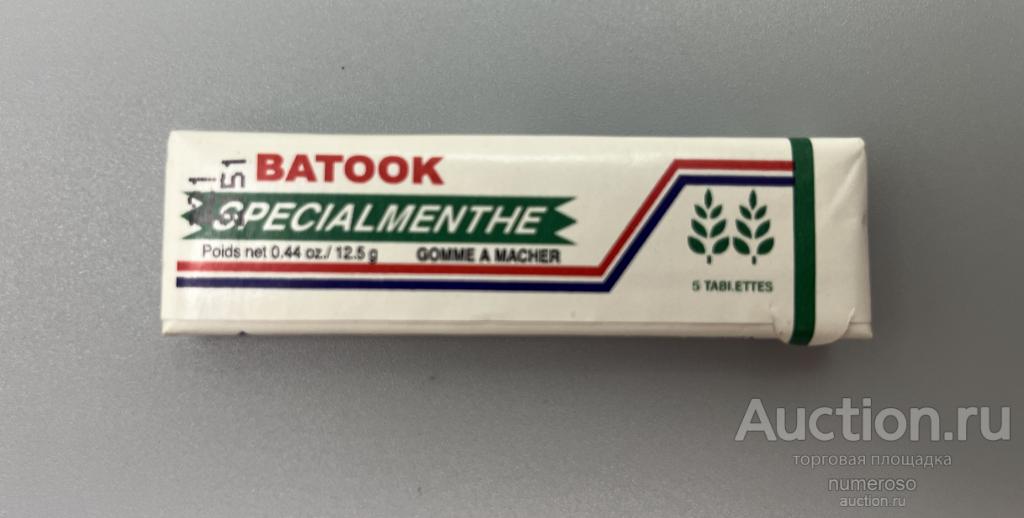 BATOOK
SPECIALMENTHE
Poids net 0.44 oz./ 12.5 g GOMME A MACHER
5 TABLETTES
51
Auction.ru
торговая площадка
numeroso
auction.ru